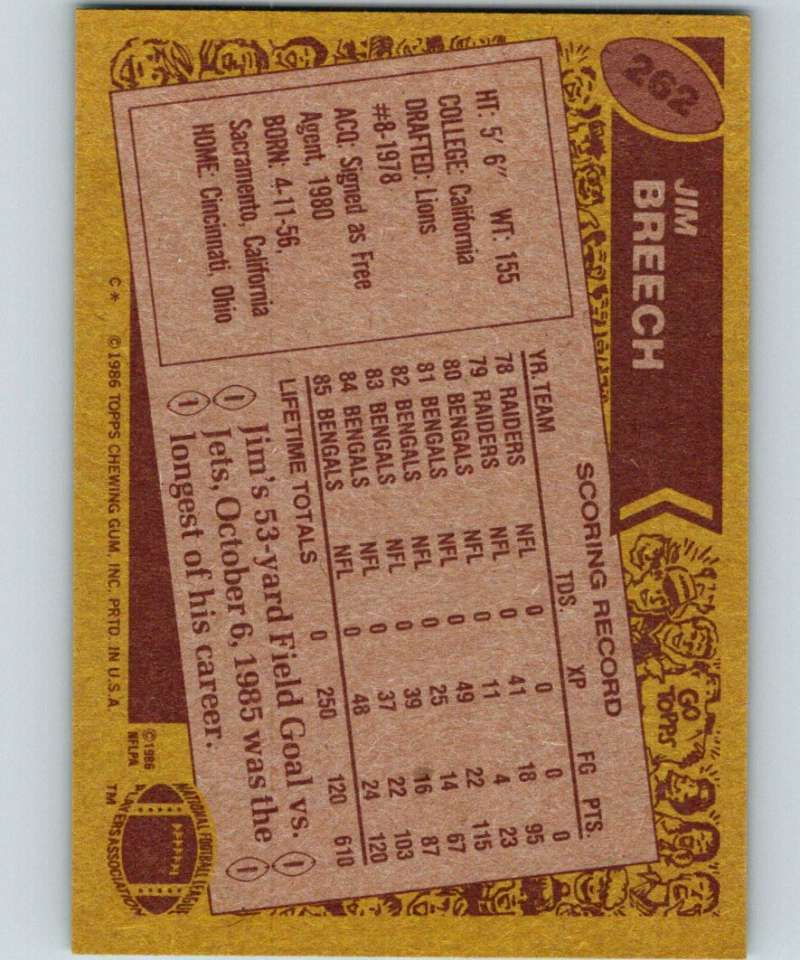 262
JIM
BREECH
HT: 5' 6" WT: 155
COLLEGE: California
DRAFTED: Lions
#8-1978
ACQ: Signed as Free
Agent, 1980
BORN: 4-11-56,
Sacramento, California
HOME: Cincinnati, Ohio
SCORING RECORD
YR. TEAM TDS. XP FG PTS.
78 RAIDERS NFL 0 0 0 0
79 RAIDERS NFL 0 41 18 95
80 BENGALS NFL 0 11 4 23
81 BENGALS NFL 0 49 22 115
82 BENGALS NFL 0 25 14 67
83 BENGALS NFL 0 39 16 87
84 BENGALS NFL 0 37 22 103
85 BENGALS NFL 0 48 24 120
LIFETIME TOTALS 0 250 120 610
Jim's 53-yard Field Goal vs.
Jets, October 6, 1985 was the
longest of his career.
GO
TOPPS
C* ©1986 TOPPS CHEWING GUM, INC. PRTD. IN U.S.A.
©1986
NFLPA
NATIONAL FOOTBALL LEAGUE
PLAYERS ASSOCIATION
TM